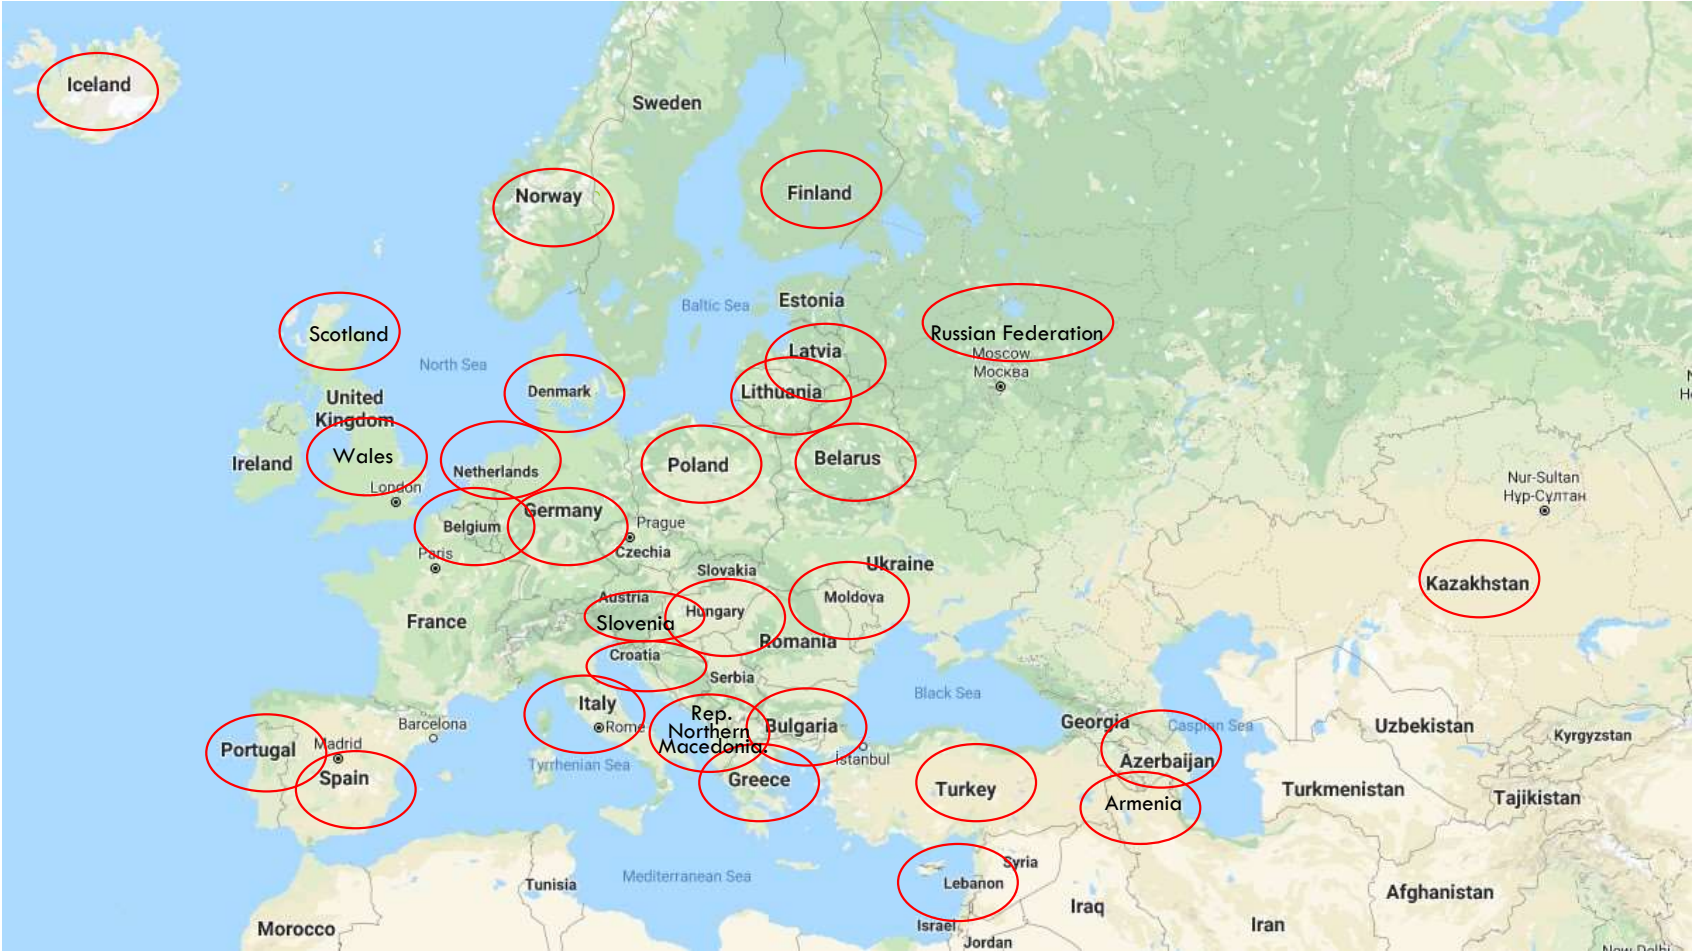 Iceland
Sweden
Finland
Norway
Estonia
Baltic Sea
Scotland
Russian Federation
Latvia
Moscow
Москва
North Sea
Denmark
Lithuania
United
Kingdom
Wales
Ireland
Netherlands
Poland
Belarus
London
Nur-Sultan
Нұр-Сұлтан
Belgium
Germany
Prague
Paris
Czechia
Ukraine
Slovakia
Kazakhstan
Austria
Hungary
Moldova
France
Slovenia
Romania
Croatia
Serbia
Black Sea
Italy
Rep.
Northern
Macedonia.
Rome
Bulgaria
Barcelona
Georgia
Caspian Sea
Uzbekistan
Kyrgyzstan
Portugal
Madrid
Spain
Tyrrhenian Sea
İstanbul
Azerbaijan
Greece
Turkey
Armenia
Turkmenistan
Tajikistan
Syria
Tunisia
Mediterranean Sea
Lebanon
Afghanistan
Iraq
Morocco
Israel
Iran
Jordan